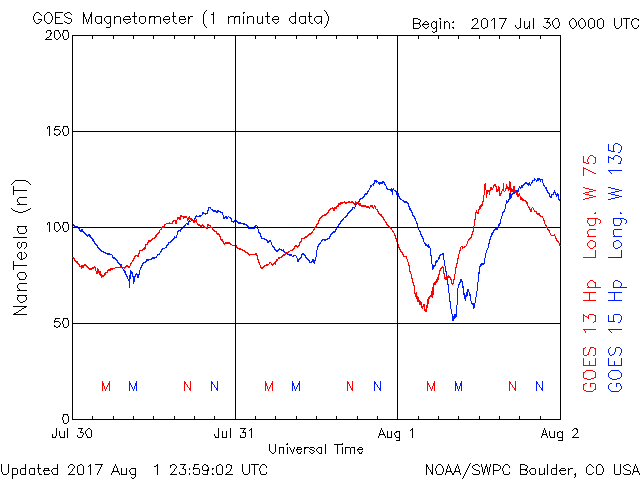 GOES Magnetometer (1 minute data)
Begin: 2017 Jul 30 0000 UTC
200
150
100
50
0
NanoTesla (nT)
M M N N M M N N M M N N
Jul 30 Jul 31 Aug 1 Aug 2
Universal Time
GOES 13 Hp Long. W 75
GOES 15 Hp Long. W 135
Updated 2017 Aug 1 23:59:02 UTC
NOAA/SWPC Boulder, CO USA